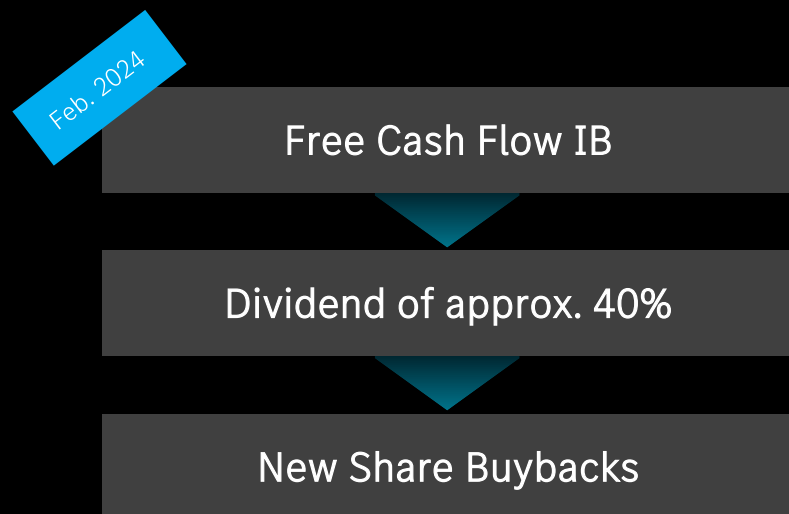 Feb. 2024
Free Cash Flow IB
Dividend of approx. 40%
New Share Buybacks